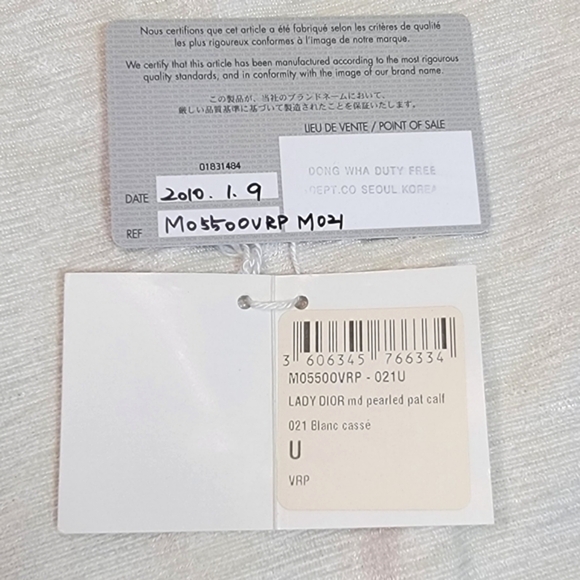 Nous certifions que cet article a été fabriqué selon les critères de qualité
les plus rigoureux conformes à l'image de notre marque.
We certify that this article has been manufactured according to the most rigourous
quality standards, and in conformity with the image of our brand name.
この製品が、当社のブランドネームにおいて、
厳しい品質基準に基づいて製造されたことを保証いたします。
LIEU DE VENTE / POINT OF SALE
DONG WHA DUTY FREE
DEPT.CO SEOUL KOREA
01831484
DATE 2010. 1. 9
REF M05500VRP M021
3 606345 766334
M05500VRP - 021U
LADY DIOR md pearled pat calf
021 Blanc cassé
U
VRP